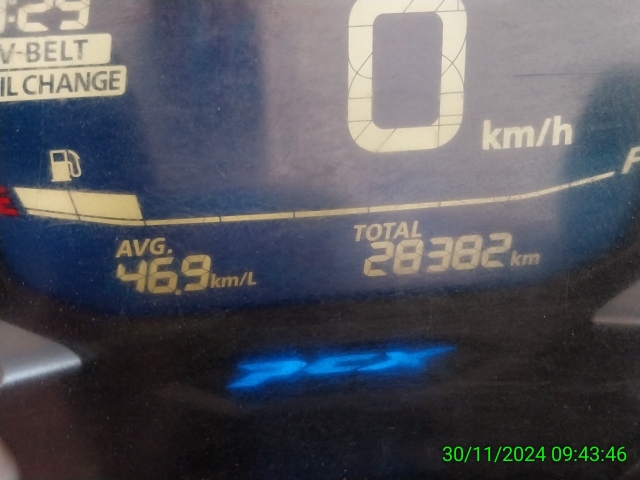 :29
V-BELT
IL CHANGE
0 km/h
E F
AVG.
46.9 km/L
TOTAL
28382 km
PCX
30/11/2024 09:43:46